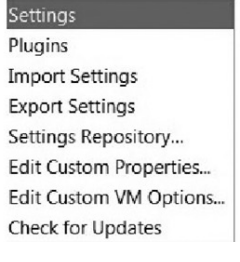 Settings
Plugins
Import Settings
Export Settings
Settings Repository...
Edit Custom Properties...
Edit Custom VM Options...
Check for Updates